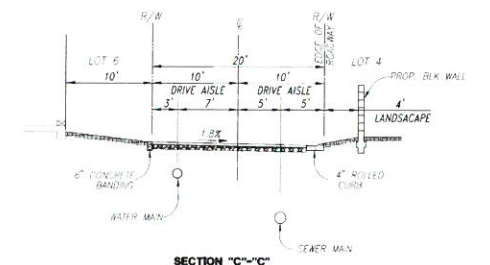 R/W
℄
R/W
LOT 6
20'
EDGE OF
ROADWAY
LOT 4
PROP. BLK WALL
10'
10'
10'
DRIVE AISLE
DRIVE AISLE
3'
7'
5'
5'
4'
LANDSACAPE
1.8%
6" CONCRETE
BANDING
4" ROLLED
CURB
WATER MAIN
SEWER MAIN
SECTION "C"-"C"